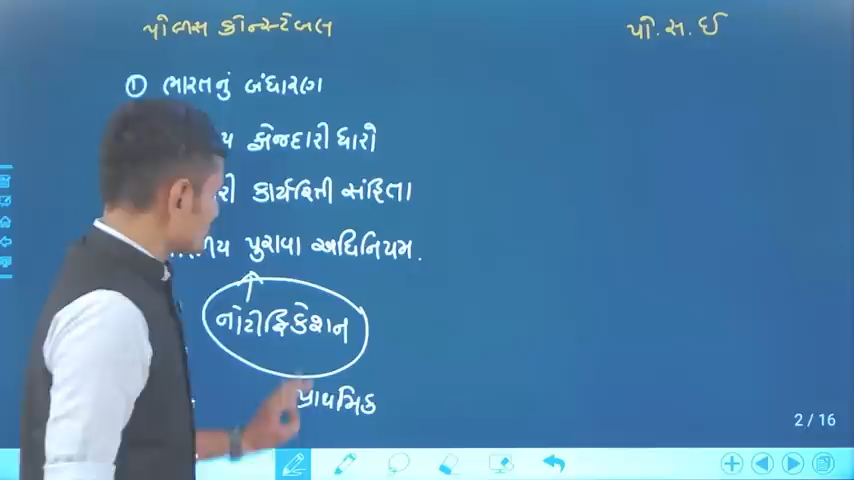 પોલીસ કોન્સ્ટેબલ
પી.સ.ઈ
① ભારતનું બંધારણ
ય ફોજદારી ધારો
રી કાર્યરિતી સંહિતા
ય પુરાવા અધિનિયમ.
નોટીફિકેશન
પ્રાથમિક
2/16